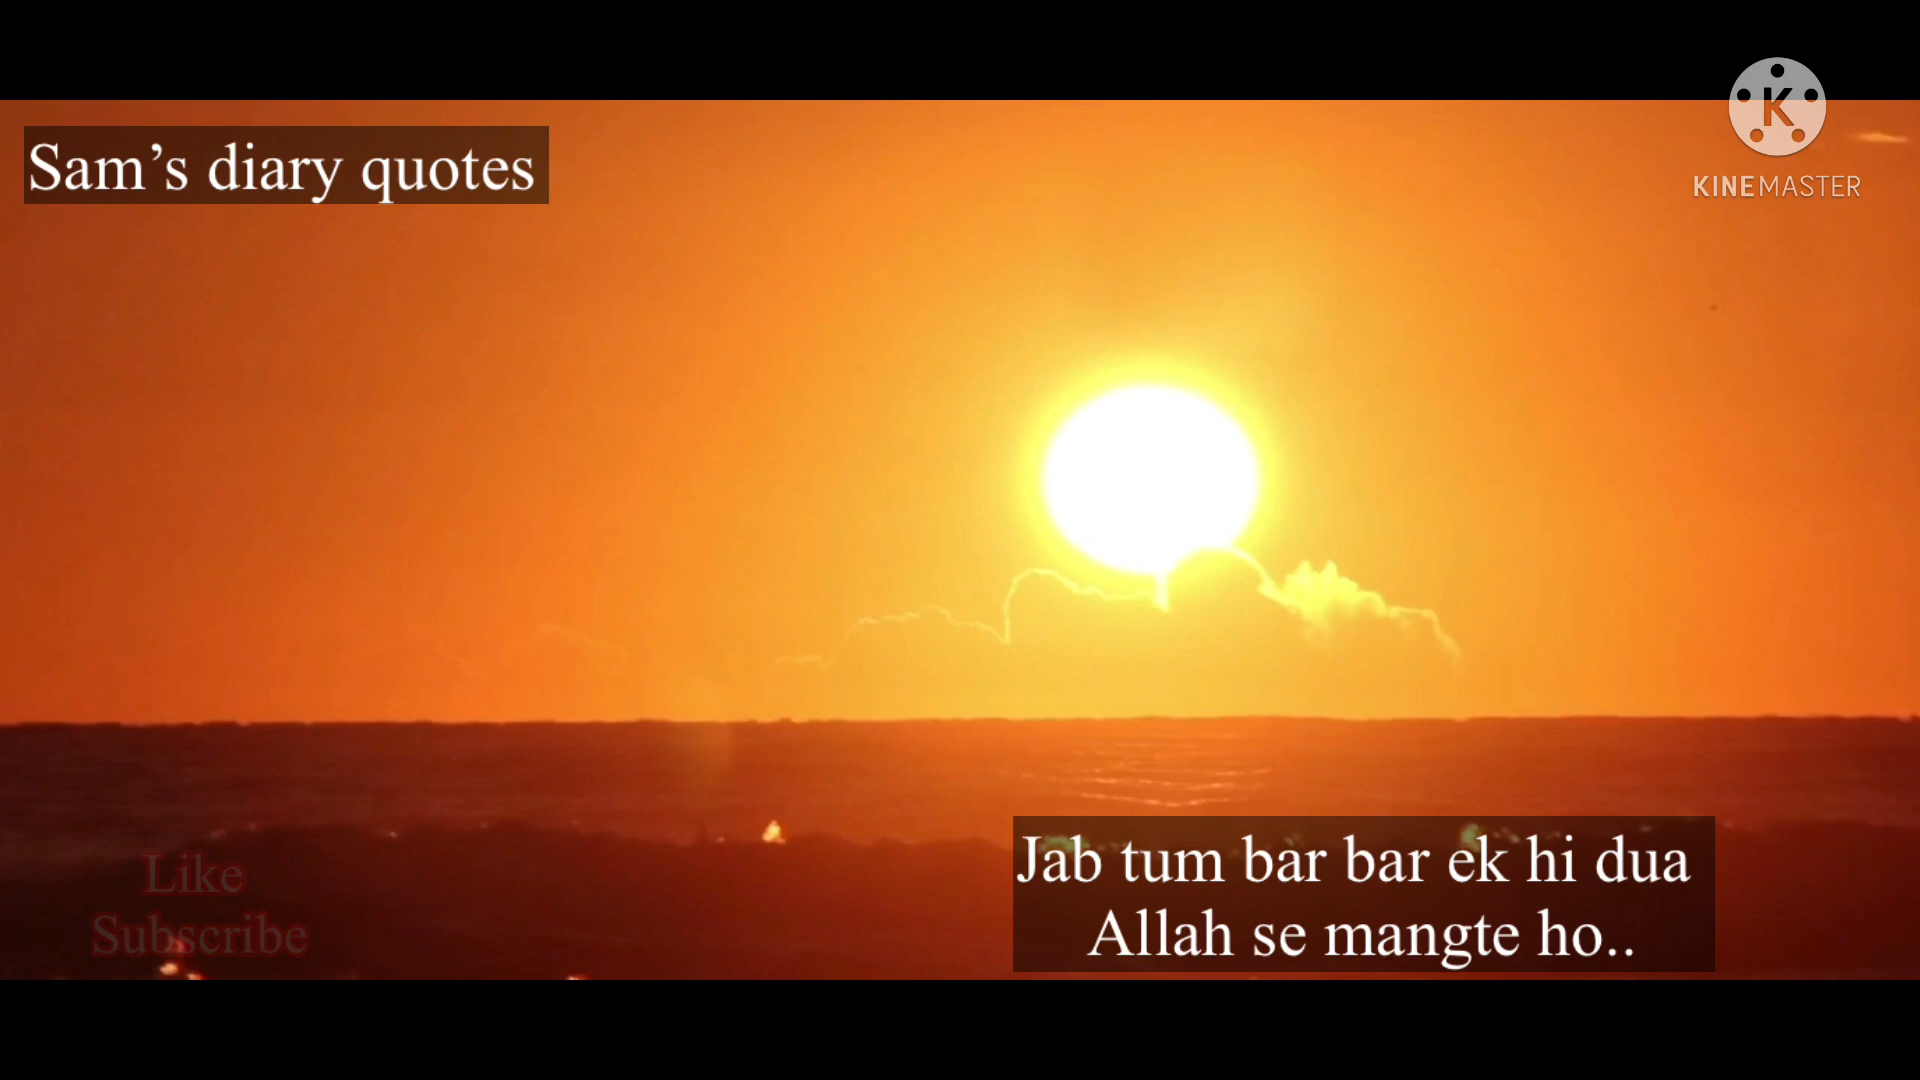 Sam’s diary quotes
K
KINEMASTER
Jab tum bar bar ek hi dua
Allah se mangte ho..
Like
Subscribe